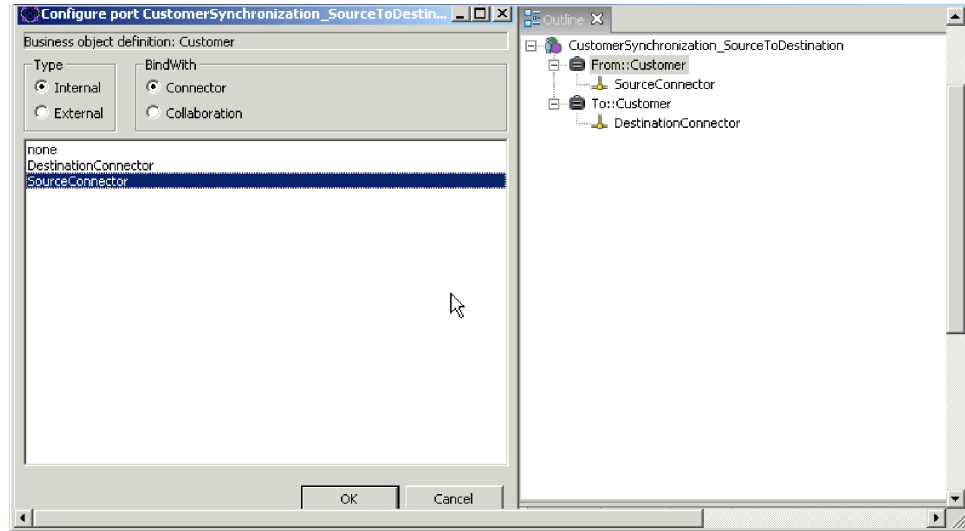 Configure port CustomerSynchronization_SourceToDestin...
Business object definition: Customer
Type
BindWith
Internal
Connector
External
Collaboration
none
DestinationConnector
SourceConnector
OK
Cancel
Outline
CustomerSynchronization_SourceToDestination
From::Customer
SourceConnector
To::Customer
DestinationConnector